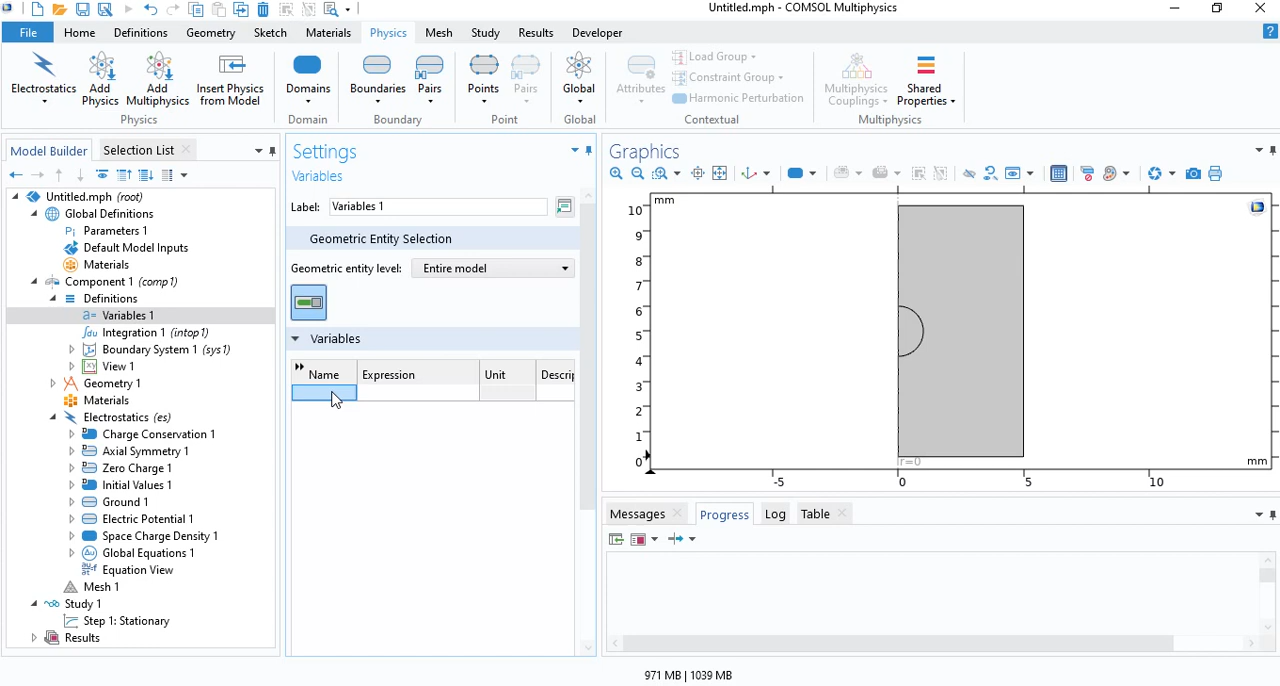 Untitled.mph - COMSOL Multiphysics
File Home Definitions Geometry Sketch Materials Physics Mesh Study Results Developer
Electrostatics
Add Physics
Add Multiphysics
Insert Physics from Model
Domains
Boundaries
Pairs
Points
Pairs
Global
Attributes
Load Group
Constraint Group
Harmonic Perturbation
Multiphysics Couplings
Shared Properties
Physics Domain Boundary Point Global Contextual Multiphysics
Model Builder Selection List
Untitled.mph (root)
Global Definitions
Parameters 1
Default Model Inputs
Materials
Component 1 (comp1)
Definitions
a= Variables 1
∫du Integration 1 (intop1)
Boundary System 1 (sys1)
View 1
Geometry 1
Materials
Electrostatics (es)
Charge Conservation 1
Axial Symmetry 1
Zero Charge 1
Initial Values 1
Ground 1
Electric Potential 1
Space Charge Density 1
Global Equations 1
Equation View
Mesh 1
Study 1
Step 1: Stationary
Results
Settings
Variables
Label: Variables 1
Geometric Entity Selection
Geometric entity level: Entire model
Variables
Name Expression Unit Descrip
Graphics
mm
10
9
8
7
6
5
4
3
2
1
0
r=0
mm
-5 0 5 10
Messages Progress Log Table
971 MB | 1039 MB